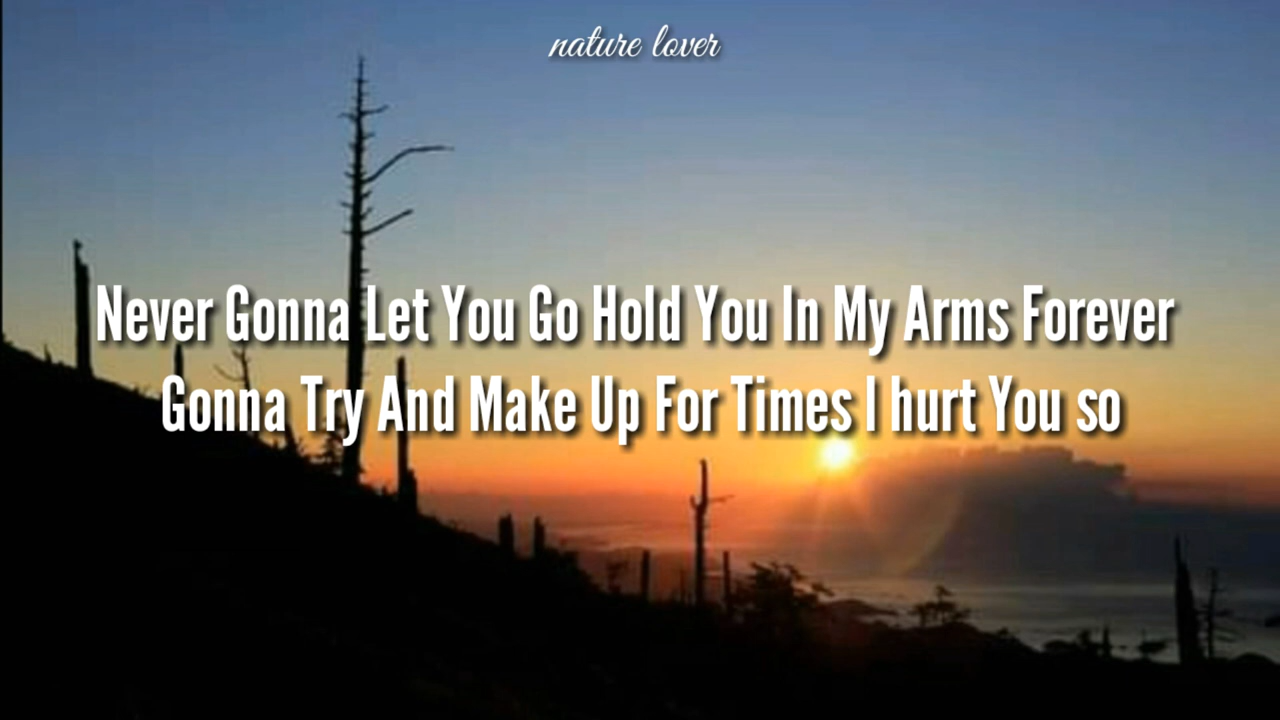 nature lover
Never Gonna Let You Go Hold You In My Arms Forever
Gonna Try And Make Up For Times I hurt You so